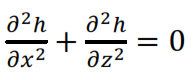 ∂²h/∂x² + ∂²h/∂z² = 0